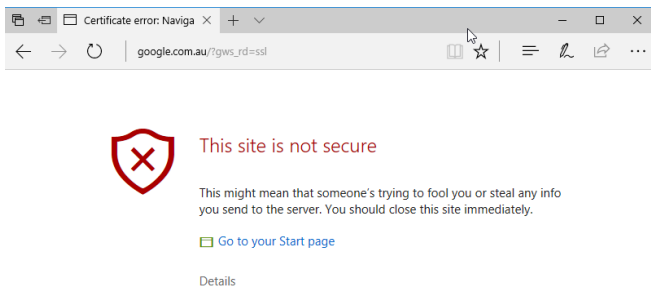 Certificate error: Naviga
google.com.au/?gws_rd=ssl
This site is not secure
This might mean that someone's trying to fool you or steal any info
you send to the server. You should close this site immediately.
Go to your Start page
Details